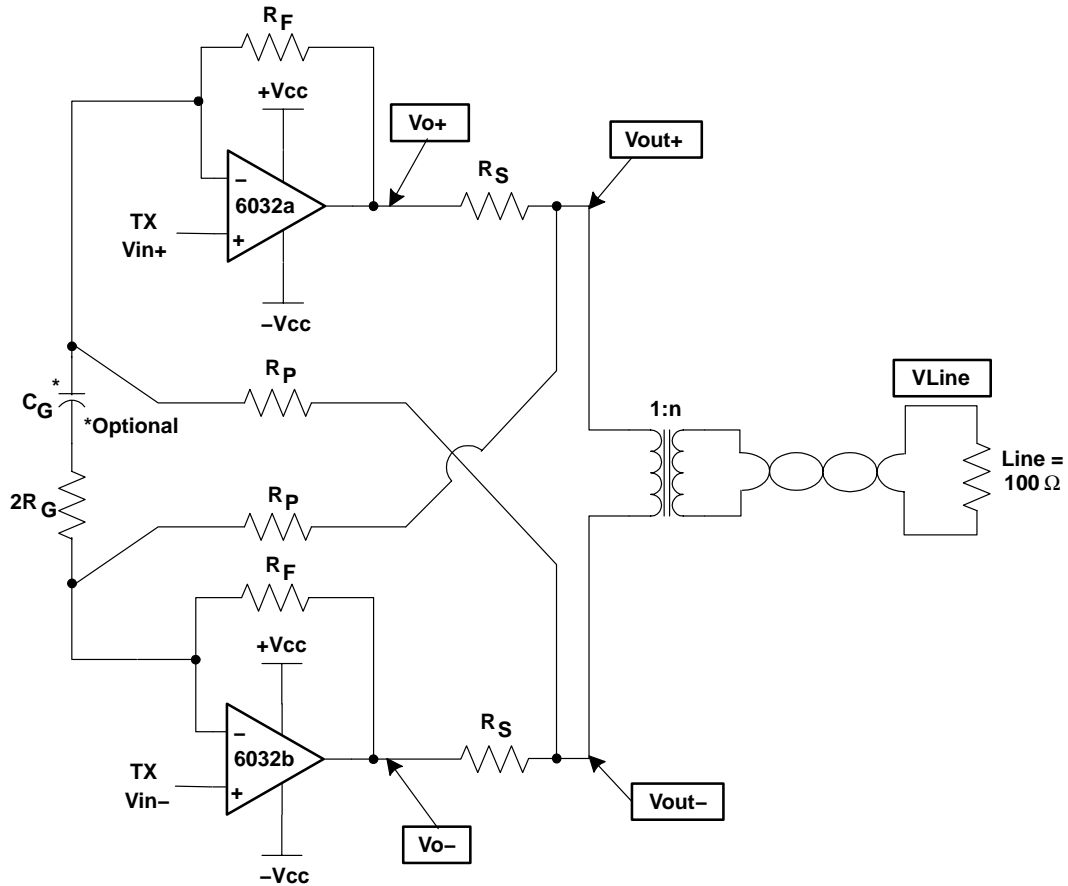 RF
+Vcc
Vo+
Vout+
RS
−
6032a
+
TX
Vin+
−Vcc
RP
VLine
*
CG
*Optional
1:n
Line =
100 Ω
2RG
RP
RF
+Vcc
RS
−
6032b
+
TX
Vin−
Vout−
Vo−
−Vcc